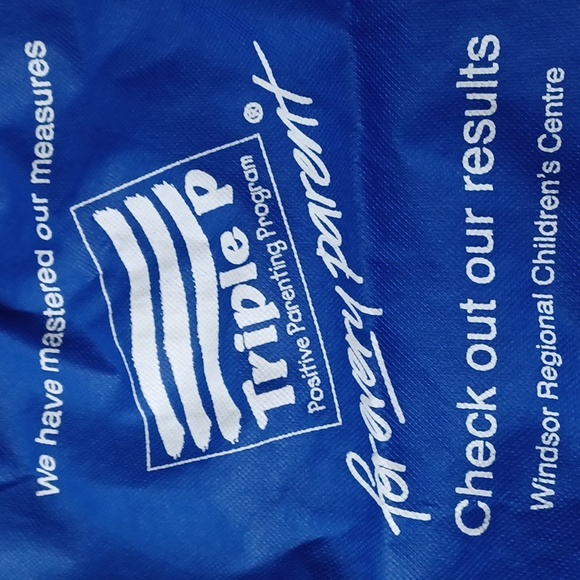 We have mastered our measures
Triple P
Positive Parenting Program
®
for every parent
Check out our results
Windsor Regional Children's Centre